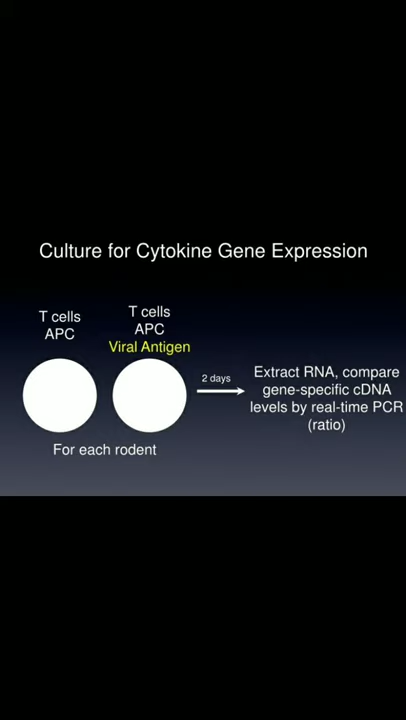 Culture for Cytokine Gene Expression
T cells
APC
T cells
APC
Viral Antigen
2 days
Extract RNA, compare
gene-specific cDNA
levels by real-time PCR
(ratio)
For each rodent